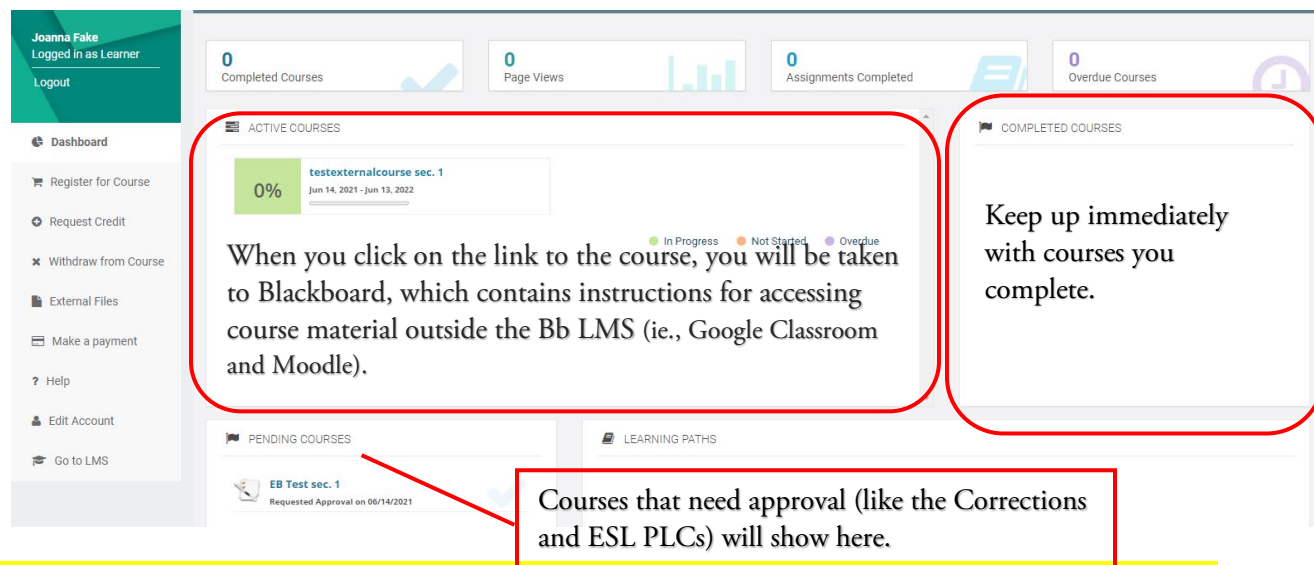 Joanna Fake
Logged in as Learner
Logout
Dashboard
Register for Course
Request Credit
Withdraw from Course
External Files
Make a payment
? Help
Edit Account
Go to LMS
0
Completed Courses
0
Page Views
0
Assignments Completed
0
Overdue Courses
ACTIVE COURSES
0%
testexternalcourse sec. 1
Jun 14, 2021 - Jun 13, 2022
In Progress
Not Started
Overdue
When you click on the link to the course, you will be taken
to Blackboard, which contains instructions for accessing
course material outside the Bb LMS (ie., Google Classroom
and Moodle).
COMPLETED COURSES
Keep up immediately
with courses you
complete.
PENDING COURSES
EB Test sec. 1
Requested Approval on 06/14/2021
LEARNING PATHS
Courses that need approval (like the Corrections
and ESL PLCs) will show here.